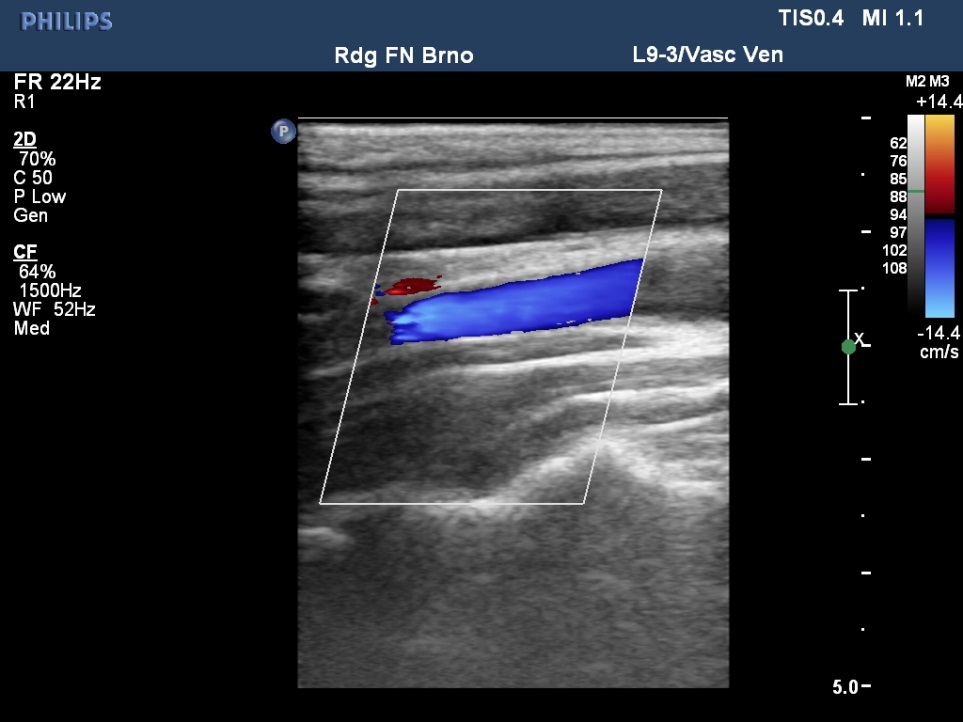 PHILIPS
TIS0.4 MI 1.1
Rdg FN Brno
L9-3/Vasc Ven
FR 22Hz
R1
2D
70%
C 50
P Low
Gen
CF
64%
1500Hz
WF 52Hz
Med
P
M2 M3
+14.4
62
76
85
88
94
97
102
108
-14.4
cm/s
X
5.0